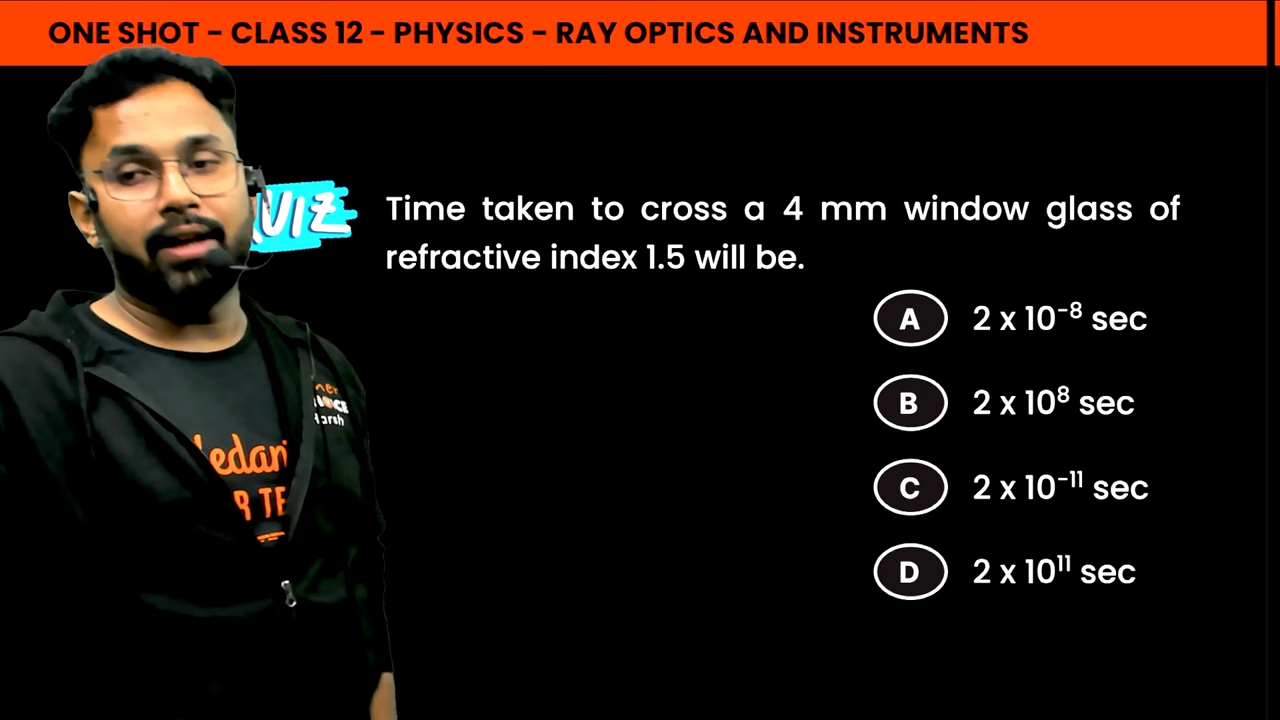 ONE SHOT - CLASS 12 - PHYSICS - RAY OPTICS AND INSTRUMENTS
Time taken to cross a 4 mm window glass of
refractive index 1.5 will be.
A 2 x 10⁻⁸ sec
B 2 x 10⁸ sec
C 2 x 10⁻¹¹ sec
D 2 x 10¹¹ sec